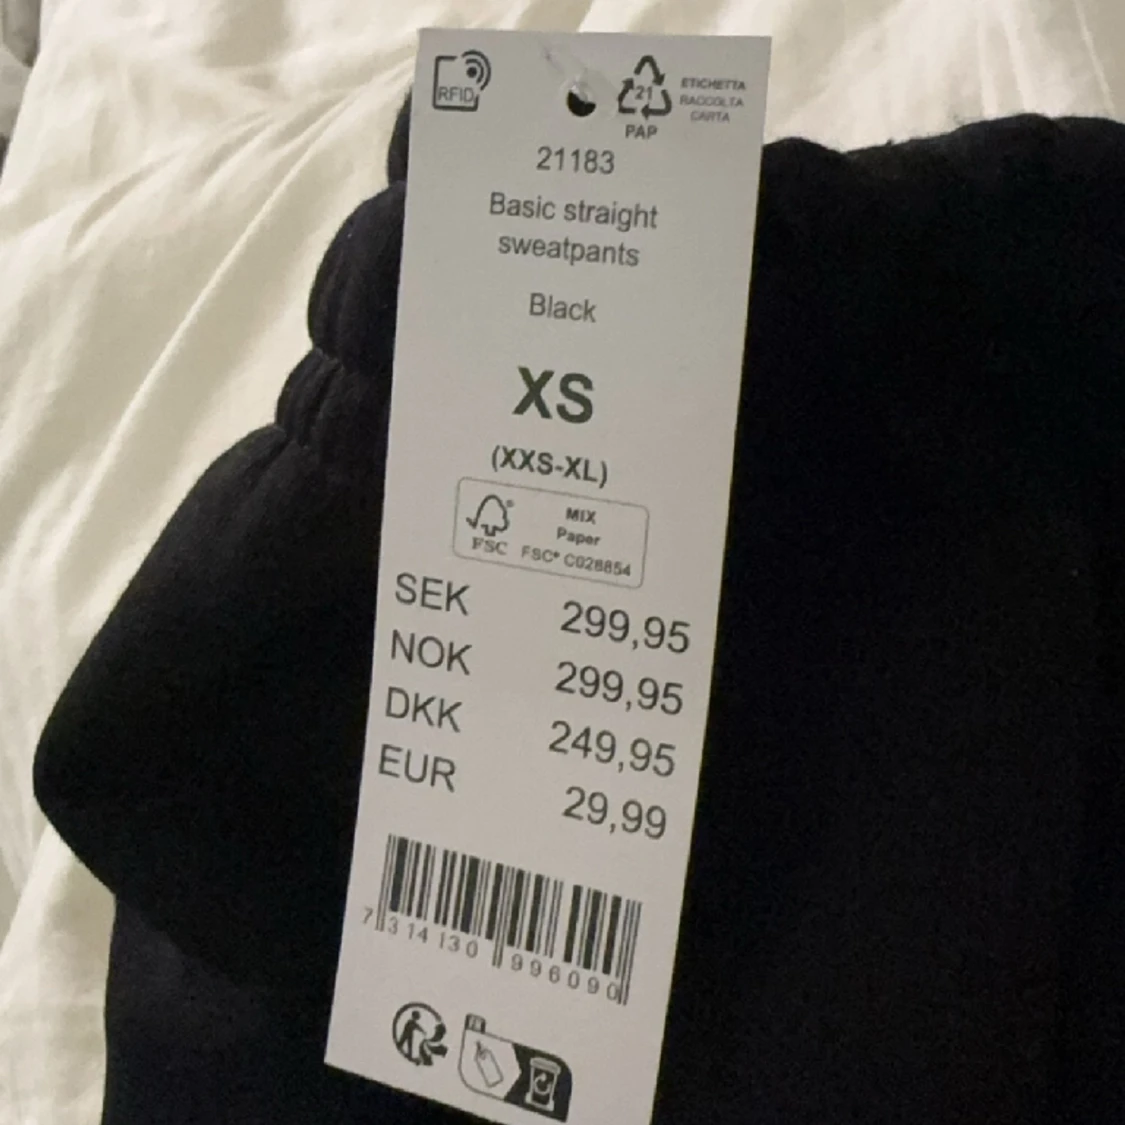 RFID
21
PAP
ETICHETTA
RACCOLTA
CARTA
21183
Basic straight
sweatpants
Black
XS
(XXS-XL)
FSC
MIX
Paper
FSC® C028854
SEK 299,95
NOK 299,95
DKK 249,95
EUR 29,99
7 314130 996090